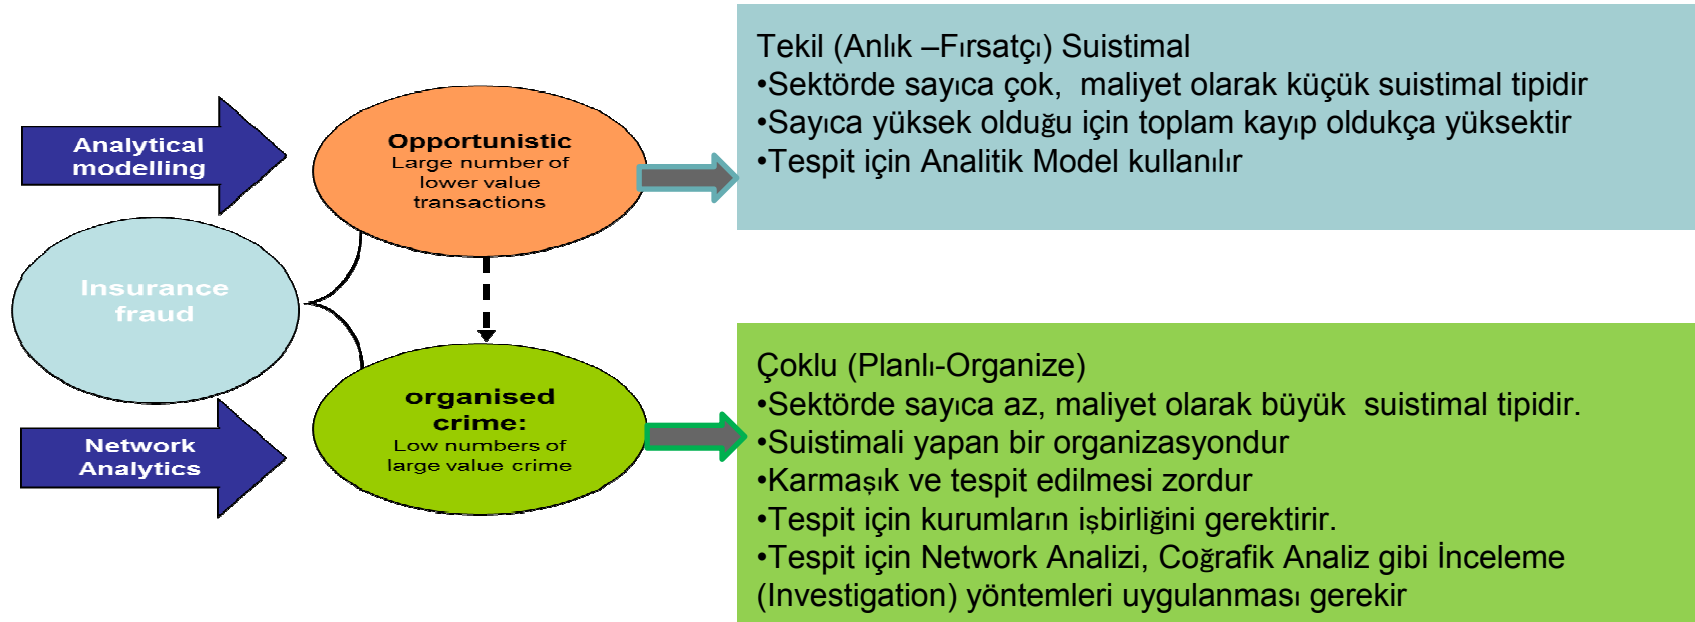 Analytical
modelling
Opportunistic
Large number of
lower value
transactions
Insurance
fraud
organised
crime:
Low numbers of
large value crime
Network
Analytics
Tekil (Anlık –Fırsatçı) Suistimal
•Sektörde sayıca çok,  maliyet olarak küçük suistimal tipidir
•Sayıca yüksek olduğu için toplam kayıp oldukça yüksektir
•Tespit için Analitik Model kullanılır
Çoklu (Planlı-Organize)
•Sektörde sayıca az, maliyet olarak büyük  suistimal tipidir.
•Suistimali yapan bir organizasyondur
•Karmaşık ve tespit edilmesi zordur
•Tespit için kurumların işbirliğini gerektirir.
•Tespit için Network Analizi, Coğrafik Analiz gibi İnceleme
(Investigation) yöntemleri uygulanması gerekir